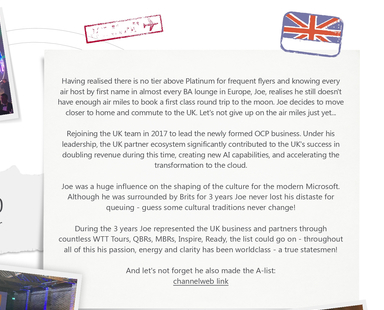 Having realised there is no tier above Platinum for frequent flyers and knowing every
air host by first name in almost every BA lounge in Europe, Joe, realises he still doesn't
have enough air miles to book a first class round trip to the moon. Joe decides to move
closer to home and commute to the UK. Let's not give up on the air miles just yet...
Rejoining the UK team in 2017 to lead the newly formed OCP business. Under his
leadership, the UK partner ecosystem significantly contributed to the UK's success in
doubling revenue during this time, creating new AI capabilities, and accelerating the
transformation to the cloud.
Joe was a huge influence on the shaping of the culture for the modern Microsoft.
Although he was surrounded by Brits for 3 years Joe never lost his distaste for
queuing - guess some cultural traditions never change!
During the 3 years Joe represented the UK business and partners through
countless WTT Tours, QBRs, MBRs, Inspire, Ready, the list could go on - throughout
all of this his passion, energy and clarity has been worldclass - a true statesmen!
And let's not forget he also made the A-list:
channelweb link